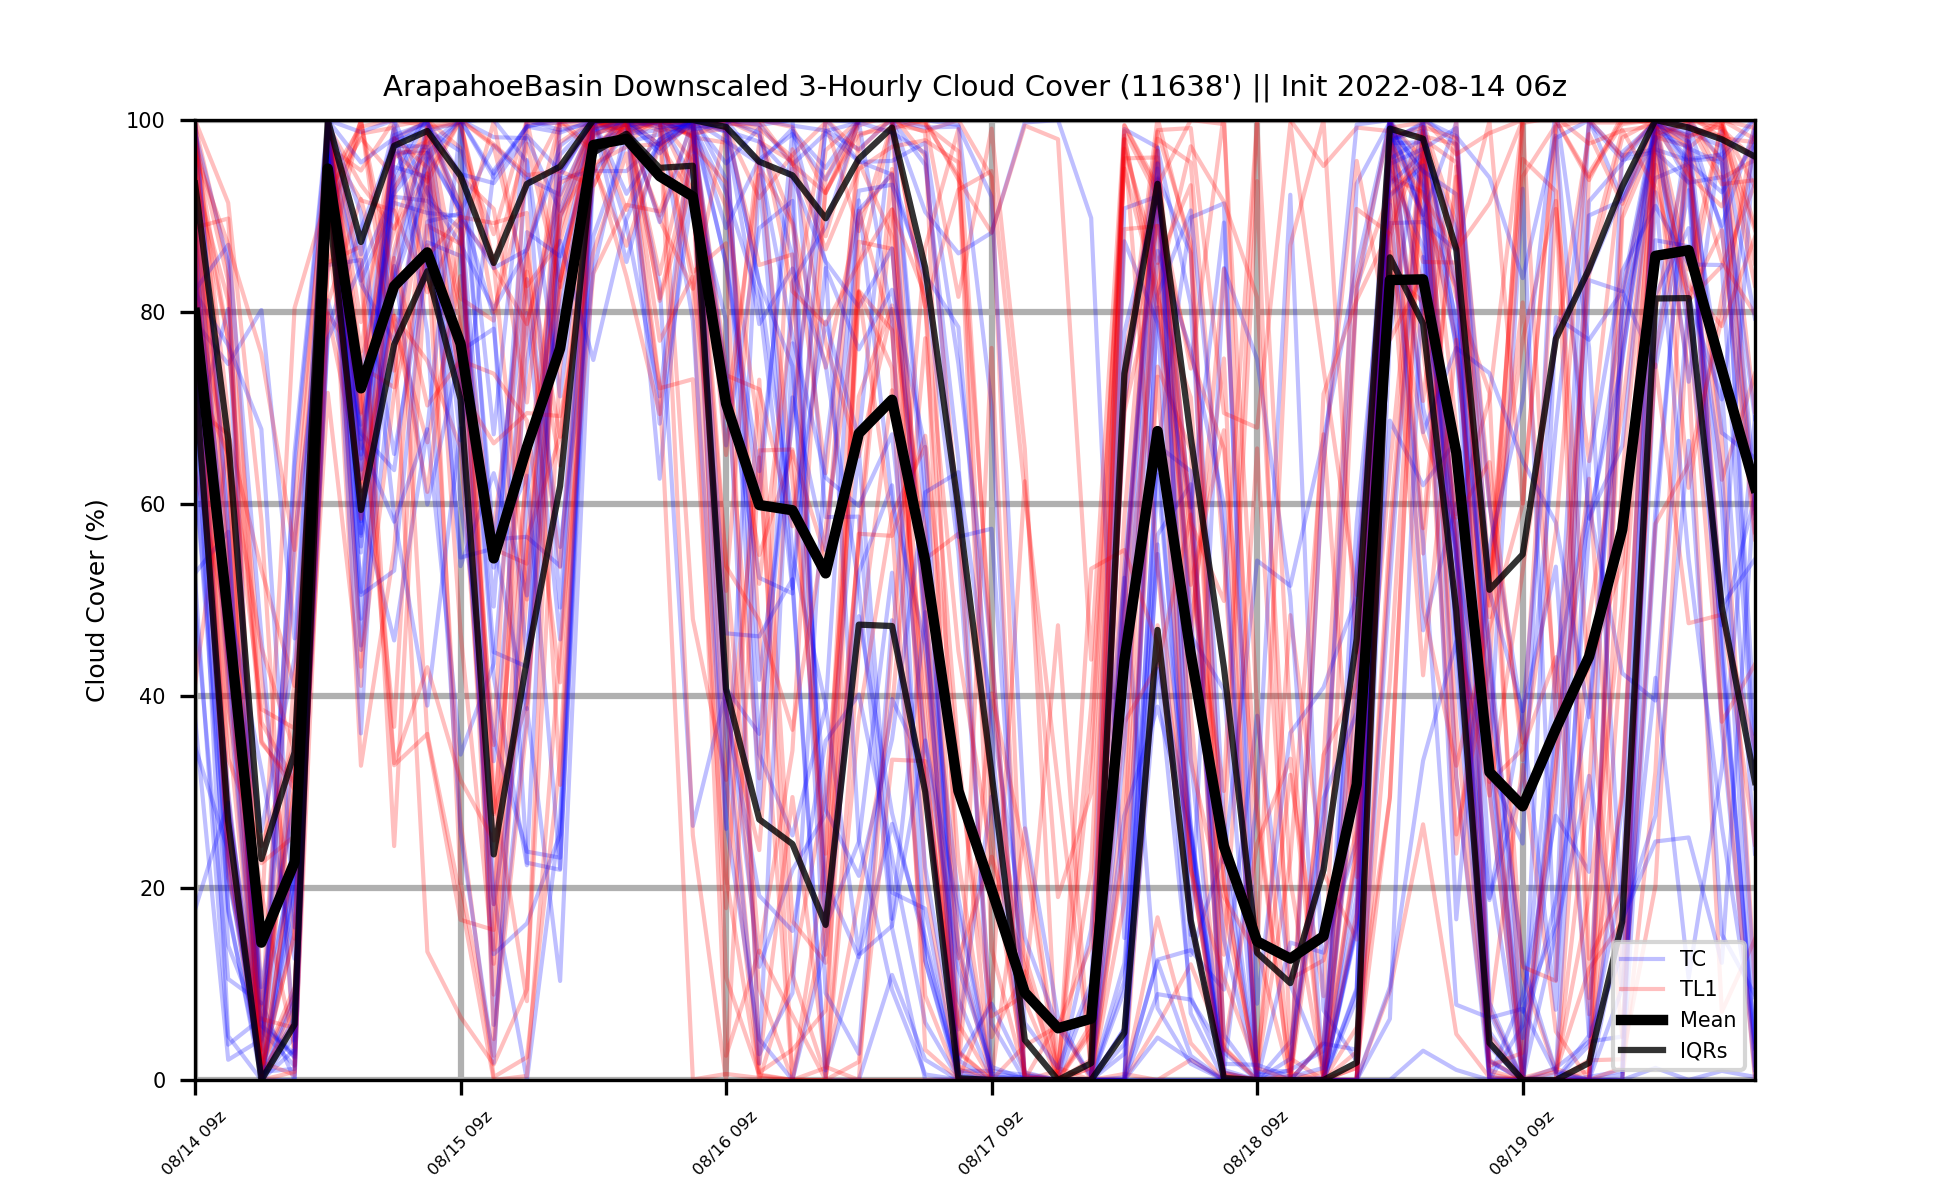 ArapahoeBasin Downscaled 3-Hourly Cloud Cover (11638') || Init 2022-08-14 06z
Cloud Cover (%)
100
80
60
40
20
0
08/14 09z
08/15 09z
08/16 09z
08/17 09z
08/18 09z
08/19 09z
TC
TL1
Mean
IQRs